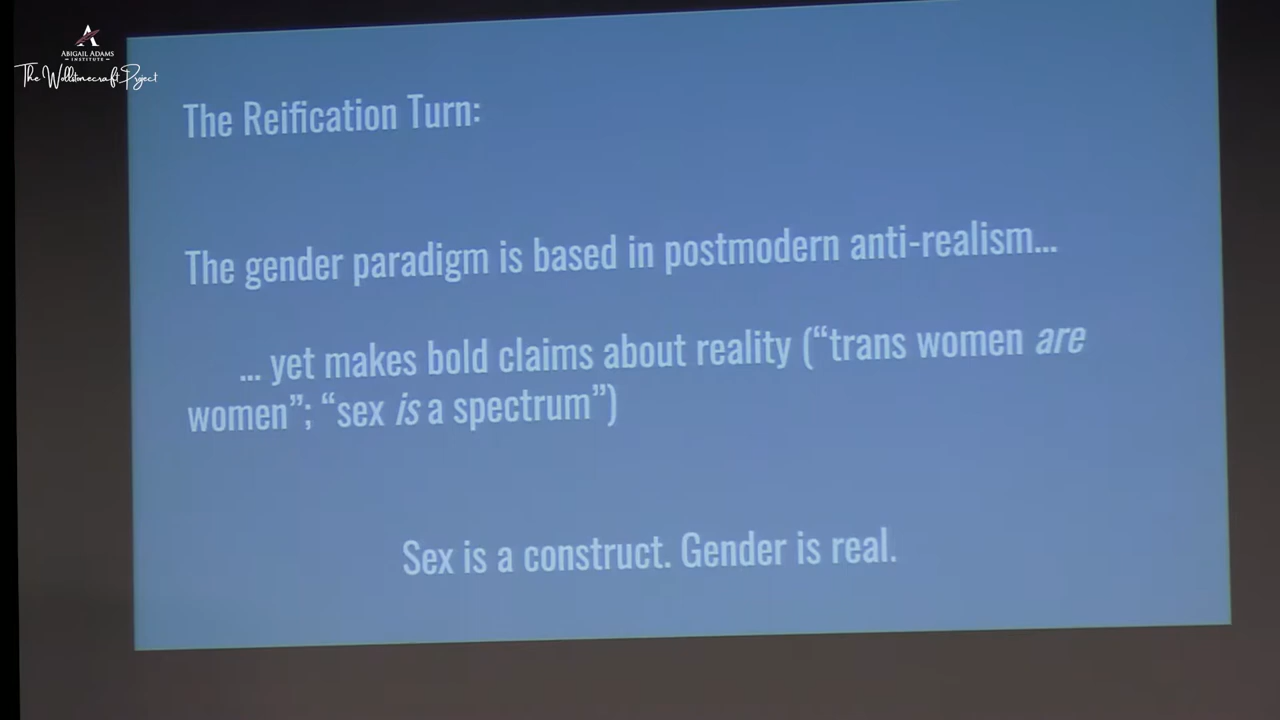 ABIGAIL ADAMS
INSTITUTE
The Wollstonecraft Project
The Reification Turn:
The gender paradigm is based in postmodern anti-realism...
... yet makes bold claims about reality (“trans women are
women”; “sex is a spectrum”)
Sex is a construct. Gender is real.